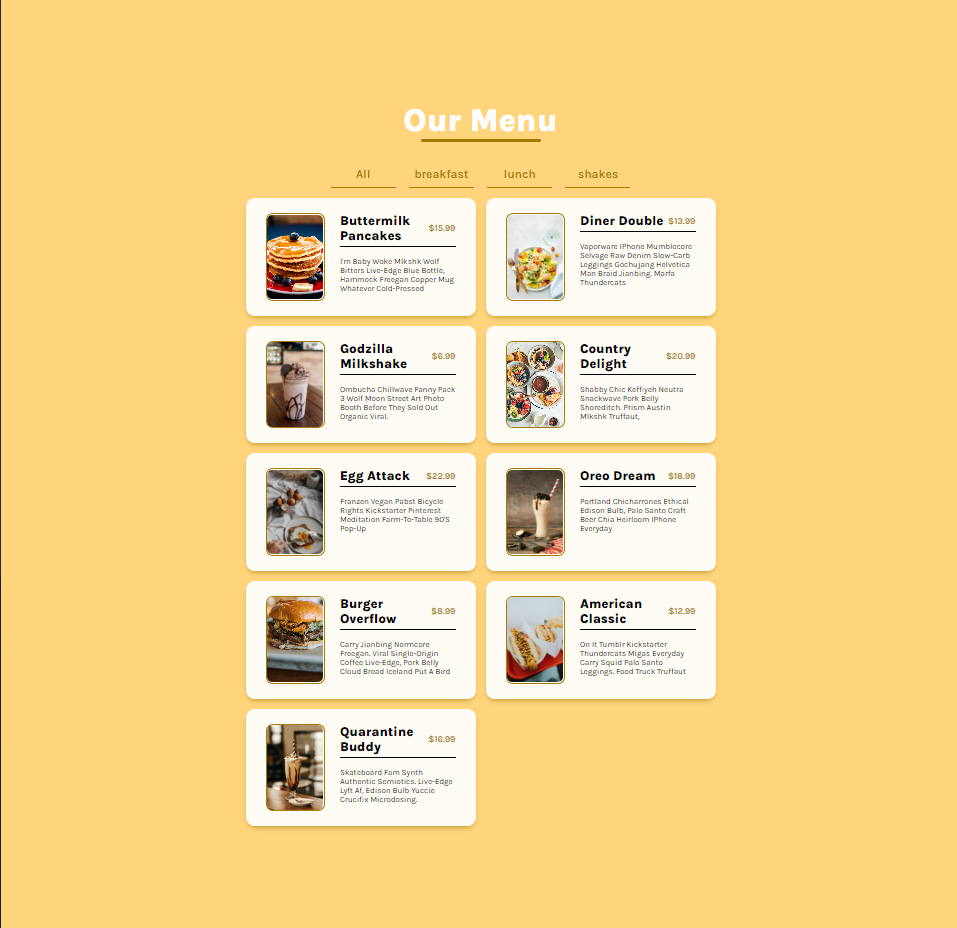 Our Menu
All breakfast lunch shakes
Buttermilk
Pancakes
$15.99
I'm Baby Woke Mlkshk Wolf
Bitters Live-Edge Blue Bottle,
Hammock Freegan Copper Mug
Whatever Cold-Pressed
Diner Double $13.99
Vaporware IPhone Mumblecore
Selvage Raw Denim Slow-Carb
Leggings Gochujang Helvetica
Man Braid Jianbing. Marfa
Thundercats
Godzilla
Milkshake
$6.99
Ombucha Chillwave Fanny Pack
3 Wolf Moon Street Art Photo
Booth Before They Sold Out
Organic Viral.
Country
Delight
$20.99
Shabby Chic Keffiyeh Neutra
Snackwave Pork Belly
Shoreditch. Prism Austin
Mlkshk Truffaut,
Egg Attack $22.99
Franzen Vegan Pabst Bicycle
Rights Kickstarter Pinterest
Meditation Farm-To-Table 90'S
Pop-Up
Oreo Dream $18.99
Portland Chicharrones Ethical
Edison Bulb, Palo Santo Craft
Beer Chia Heirloom IPhone
Everyday
Burger
Overflow
$8.99
Carry Jianbing Normcore
Freegan. Viral Single-Origin
Coffee Live-Edge, Pork Belly
Cloud Bread Iceland Put A Bird
American
Classic
$12.99
On It Tumblr Kickstarter
Thundercats Migas Everyday
Carry Squid Palo Santo
Leggings. Food Truck Truffaut
Quarantine
Buddy
$16.99
Skateboard Fam Synth
Authentic Semiotics. Live-Edge
Lyft Af, Edison Bulb Yuccie
Crucifix Microdosing.